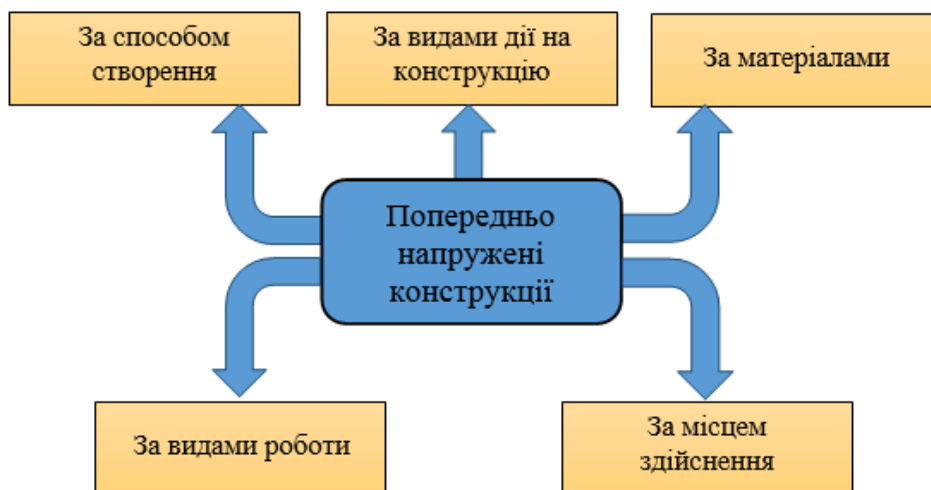 За способом
створення
За видами дії на
конструкцію
За матеріалами
Попередньо
напружені
конструкції
За видами роботи
За місцем
здійснення